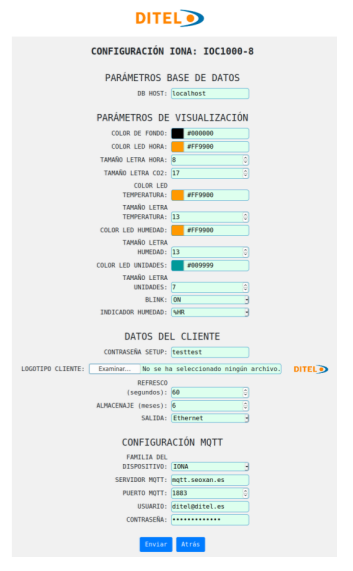 DITEL
CONFIGURACIÓN IONA: IOC1000-8
PARÁMETROS BASE DE DATOS
DB HOST: localhost
PARÁMETROS DE VISUALIZACIÓN
COLOR DE FONDO: #000000
COLOR LED HORA: #FF9900
TAMAÑO LETRA HORA: 8
TAMAÑO LETRA CO2: 17
COLOR LED
TEMPERATURA: #FF9900
TAMAÑO LETRA
TEMPERATURA: 13
COLOR LED HUMEDAD: #FF9900
TAMAÑO LETRA
HUMEDAD: 13
COLOR LED UNIDADES: #009999
TAMAÑO LETRA
UNIDADES: 7
BLINK: ON
INDICADOR HUMEDAD: %HR
DATOS DEL CLIENTE
CONTRASEÑA SETUP: testtest
LOGOTIPO CLIENTE: Examinar... No se ha seleccionado ningún archivo. DITEL
REFRESCO
(segundos): 60
ALMACENAJE (meses): 6
SALIDA: Ethernet
CONFIGURACIÓN MQTT
FAMILIA DEL
DISPOSITIVO: IONA
SERVIDOR MQTT: mqtt.seoxan.es
PUERTO MQTT: 1883
USUARIO: ditel@ditel.es
CONTRASEÑA: •••••••••••••
Enviar Atrás